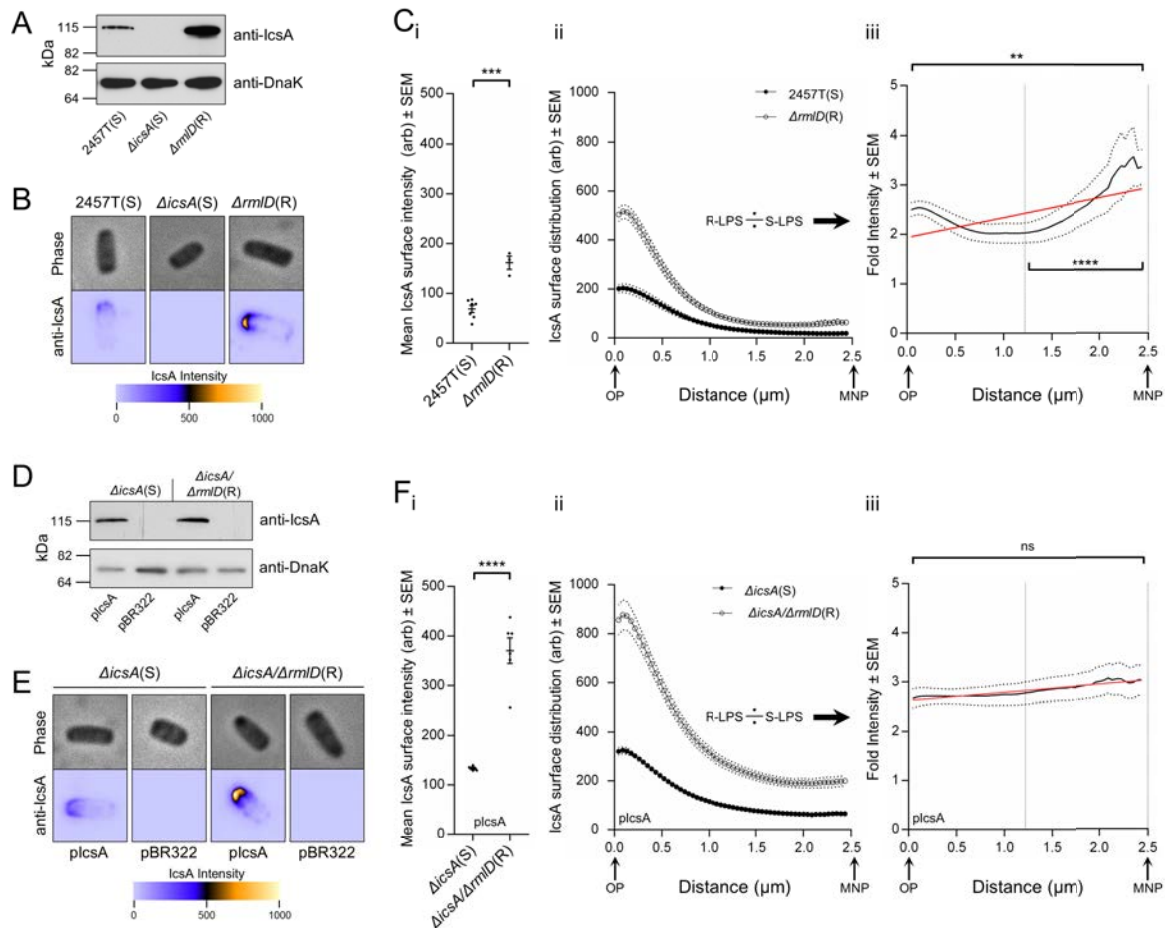 A
kDa
115
82
82
64
anti-IcsA
anti-DnaK
2457T(S)
ΔicsA(S)
ΔrmlD(R)
B
2457T(S) ΔicsA(S) ΔrmlD(R)
Phase
anti-IcsA
IcsA Intensity
0 500 1000
C i
Mean IcsA surface intensity (arb) ± SEM
500
400
300
200
100
0
***
2457T(S)
ΔrmlD(R)
ii
IcsA surface distribution (arb) ± SEM
1000
800
600
400
200
0
2457T(S)
ΔrmlD(R)
R-LPS ÷ S-LPS
0.0 0.5 1.0 1.5 2.0 2.5
OP Distance (μm) MNP
iii
Fold Intensity ± SEM
5
4
3
2
1
0
**
****
0.0 0.5 1.0 1.5 2.0 2.5
OP Distance (μm) MNP
D
ΔicsA(S)
ΔicsA/
ΔrmlD(R)
kDa
115
82
64
anti-IcsA
anti-DnaK
pIcsA
pBR322
pIcsA
pBR322
E
ΔicsA(S) ΔicsA/ΔrmlD(R)
Phase
anti-IcsA
pIcsA pBR322 pIcsA pBR322
IcsA Intensity
0 500 1000
F i
Mean IcsA surface intensity (arb) ± SEM
500
400
300
200
100
0
****
pIcsA
ΔicsA(S)
ΔicsA/ΔrmlD(R)
ii
IcsA surface distribution (arb) ± SEM
1000
800
600
400
200
0
ΔicsA(S)
ΔicsA/ΔrmlD(R)
R-LPS ÷ S-LPS
pIcsA
0.0 0.5 1.0 1.5 2.0 2.5
OP Distance (μm) MNP
iii
Fold Intensity ± SEM
5
4
3
2
1
0
ns
pIcsA
0.0 0.5 1.0 1.5 2.0 2.5
OP Distance (μm) MNP